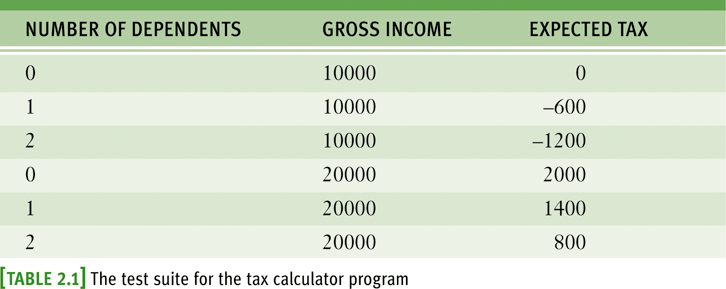 NUMBER OF DEPENDENTS GROSS INCOME EXPECTED TAX
0 10000 0
1 10000 –600
2 10000 –1200
0 20000 2000
1 20000 1400
2 20000 800
[TABLE 2.1] The test suite for the tax calculator program